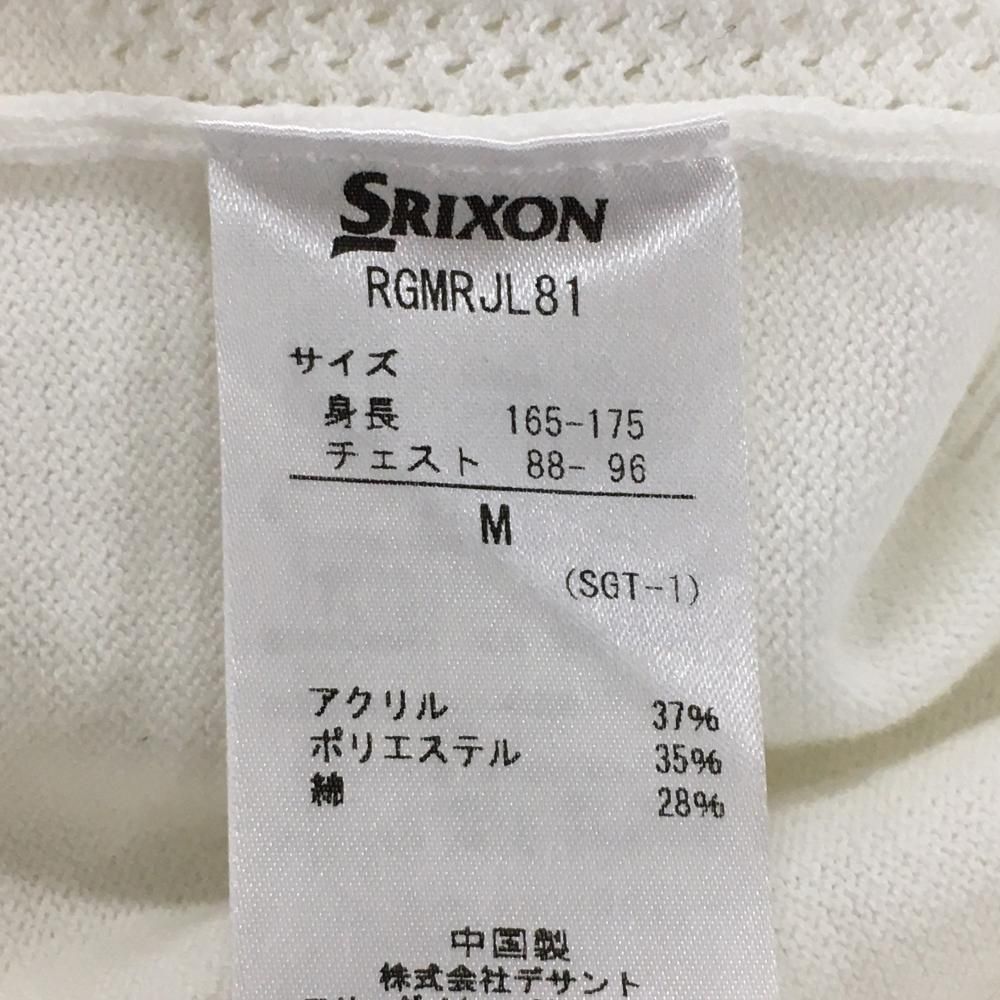 SRIXON
RGMRJL81
サイズ
身長 165-175
チェスト 88- 96
M
(SGT-1)
アクリル 37%
ポリエステル 35%
綿 28%
中国製
株式会社デサント